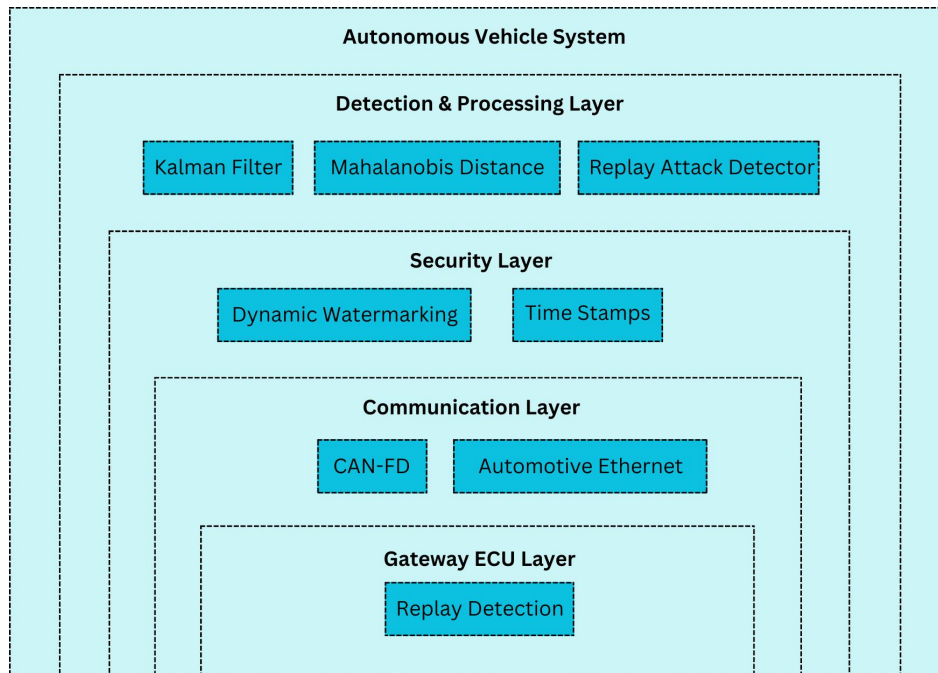 Autonomous Vehicle System
Detection & Processing Layer
Kalman Filter
Mahalanobis Distance
Replay Attack Detector
Security Layer
Dynamic Watermarking
Time Stamps
Communication Layer
CAN-FD
Automotive Ethernet
Gateway ECU Layer
Replay Detection